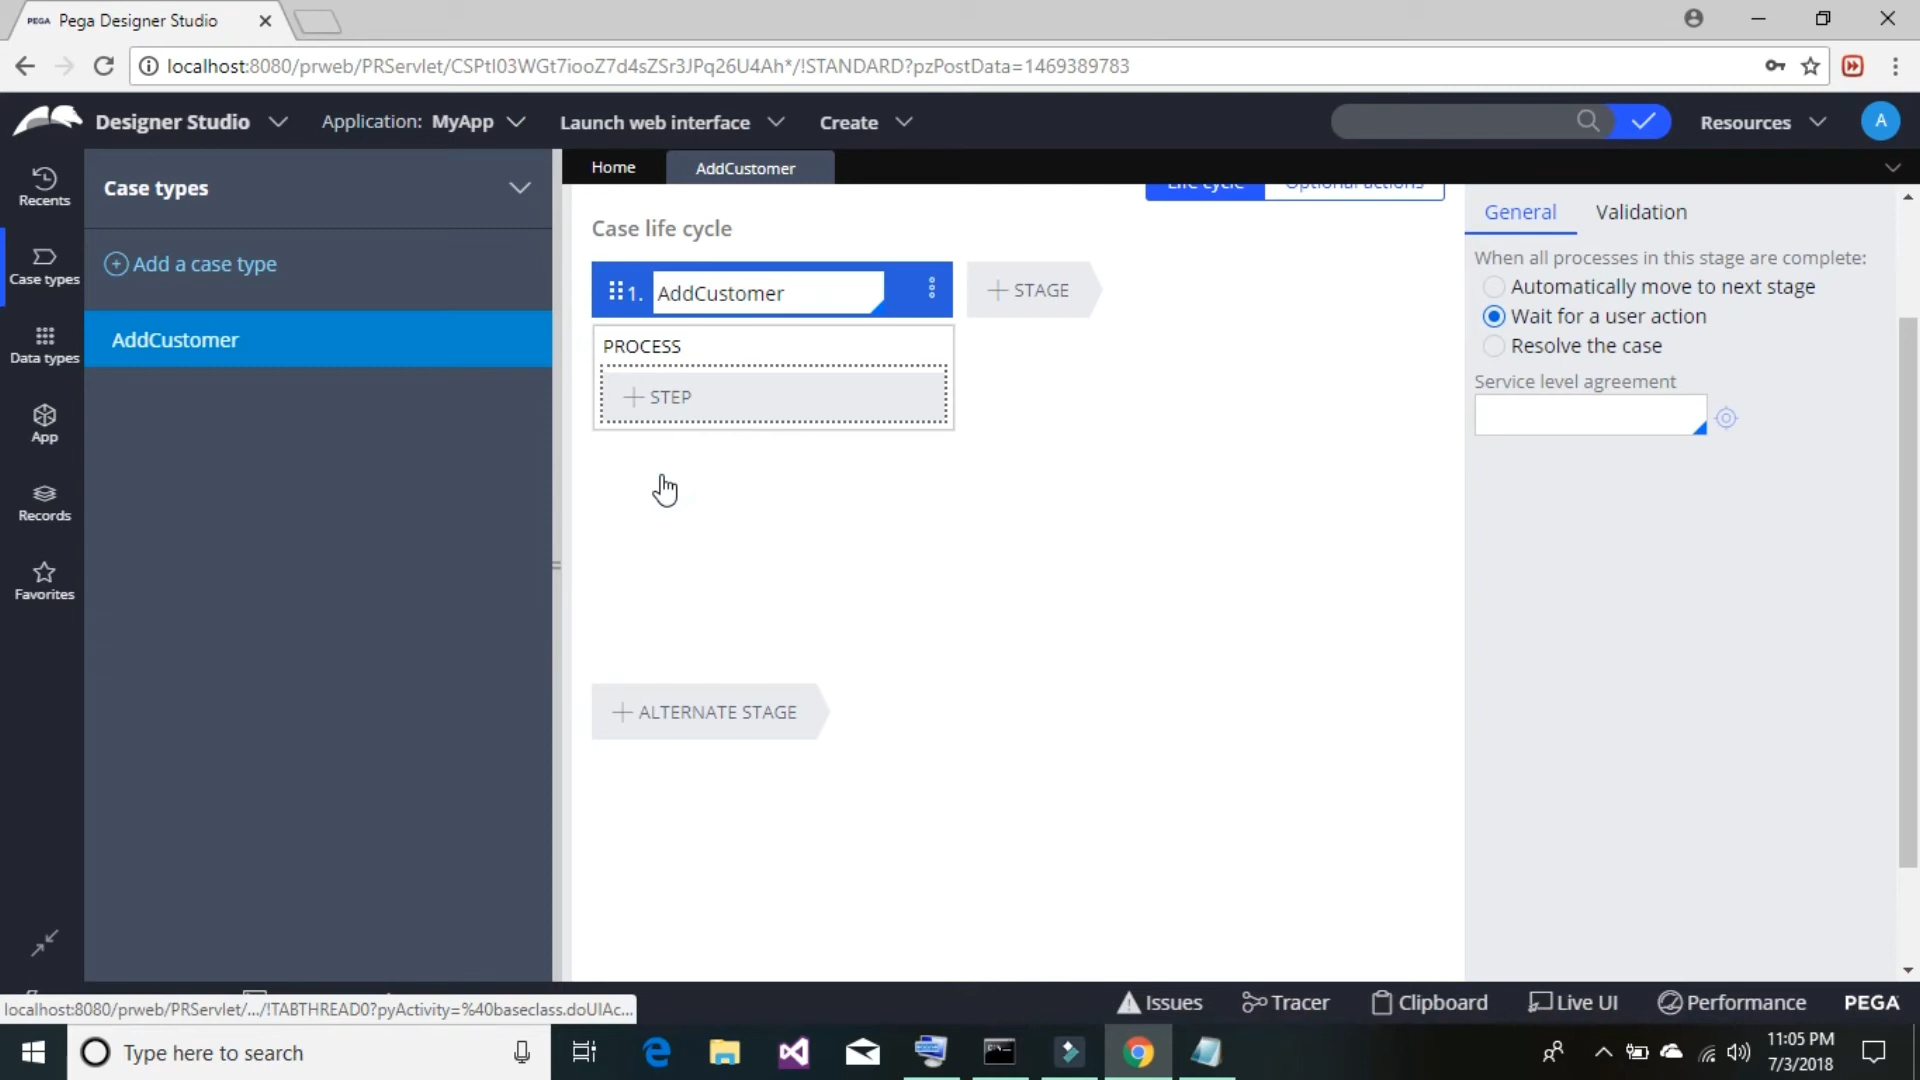 PEGA Pega Designer Studio
localhost:8080/prweb/PRServlet/CSPtI03WGt7iooZ7d4sZSr3JPq26U4Ah*/!STANDARD?pzPostData=1469389783
Designer Studio Application: MyApp Launch web interface Create Resources A
Home AddCustomer
Recents
Case types
Data types
App
Records
Favorites
Case types
Add a case type
AddCustomer
Life cycle Optional actions
Case life cycle
1. AddCustomer
STAGE
PROCESS
STEP
ALTERNATE STAGE
General Validation
When all processes in this stage are complete:
Automatically move to next stage
Wait for a user action
Resolve the case
Service level agreement
localhost:8080/prweb/PRServlet/.../!TABTHREAD0?pyActivity=%40baseclass.doUIAc...
Issues Tracer Clipboard Live UI Performance PEGA
Type here to search
11:05 PM
7/3/2018